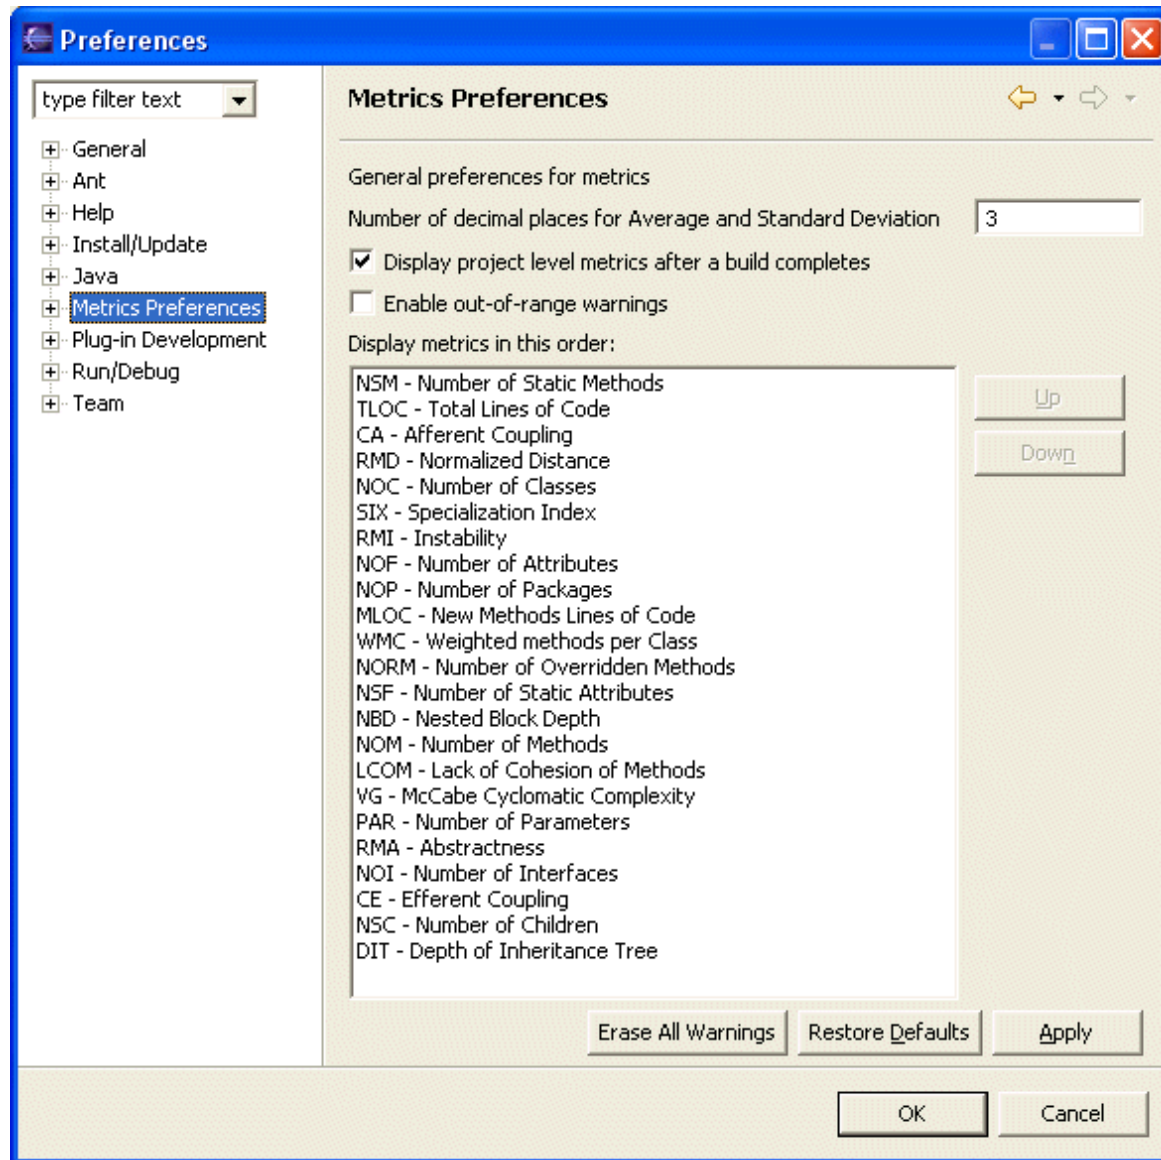 Preferences
type filter text
General
Ant
Help
Install/Update
Java
Metrics Preferences
Plug-in Development
Run/Debug
Team
Metrics Preferences
General preferences for metrics
Number of decimal places for Average and Standard Deviation 3
Display project level metrics after a build completes
Enable out-of-range warnings
Display metrics in this order:
NSM - Number of Static Methods
TLOC - Total Lines of Code
CA - Afferent Coupling
RMD - Normalized Distance
NOC - Number of Classes
SIX - Specialization Index
RMI - Instability
NOF - Number of Attributes
NOP - Number of Packages
MLOC - New Methods Lines of Code
WMC - Weighted methods per Class
NORM - Number of Overridden Methods
NSF - Number of Static Attributes
NBD - Nested Block Depth
NOM - Number of Methods
LCOM - Lack of Cohesion of Methods
VG - McCabe Cyclomatic Complexity
PAR - Number of Parameters
RMA - Abstractness
NOI - Number of Interfaces
CE - Efferent Coupling
NSC - Number of Children
DIT - Depth of Inheritance Tree
Up
Down
Erase All Warnings Restore Defaults Apply
OK Cancel